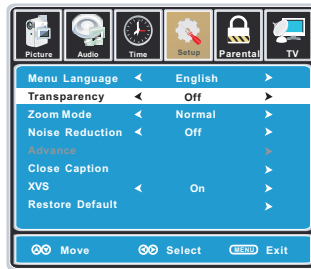 Picture Audio Time Setup Parental TV
Menu Language English
Transparency Off
Zoom Mode Normal
Noise Reduction Off
Advance
Close Caption
XVS On
Restore Default
Move Select MENU Exit